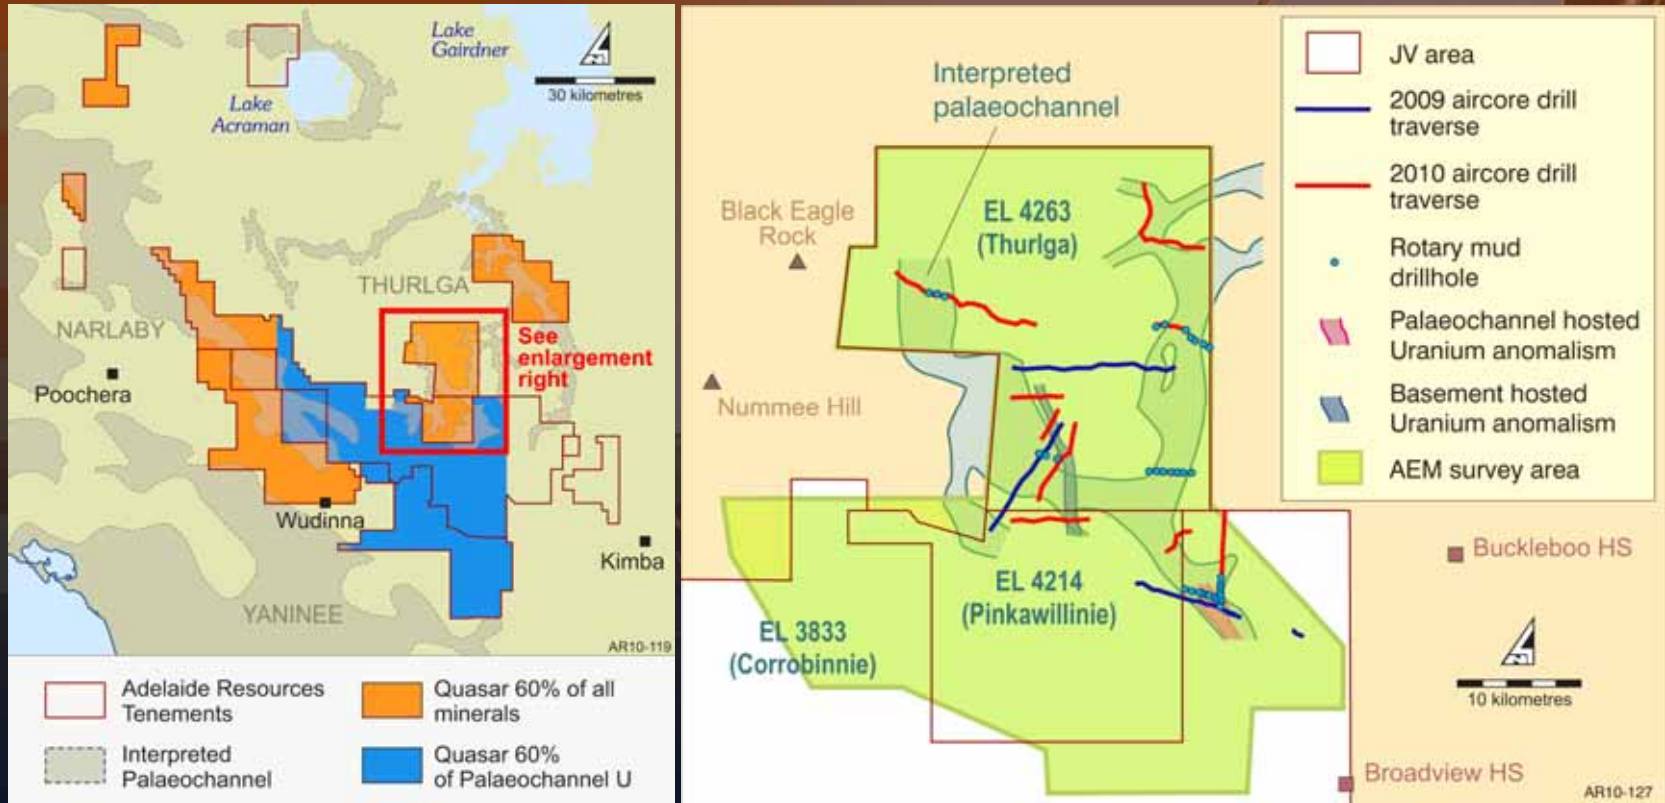 Lake
Gairdner
30 kilometres
Lake
Acraman
THURLGA
NARLABY
See
enlargement
right
Poochera
Wudinna
Kimba
YANINEE
AR10-119
Adelaide Resources
Tenements
Quasar 60% of all
minerals
Interpreted
Palaeochannel
Quasar 60%
of Palaeochannel U
Interpreted
palaeochannel
Black Eagle
Rock
EL 4263
(Thurlga)
Nummee Hill
EL 4214
(Pinkawillinie)
EL 3833
(Corrobinnie)
Buckleboo HS
10 kilometres
Broadview HS
AR10-127
JV area
2009 aircore drill
traverse
2010 aircore drill
traverse
Rotary mud
drillhole
Palaeochannel hosted
Uranium anomalism
Basement hosted
Uranium anomalism
AEM survey area